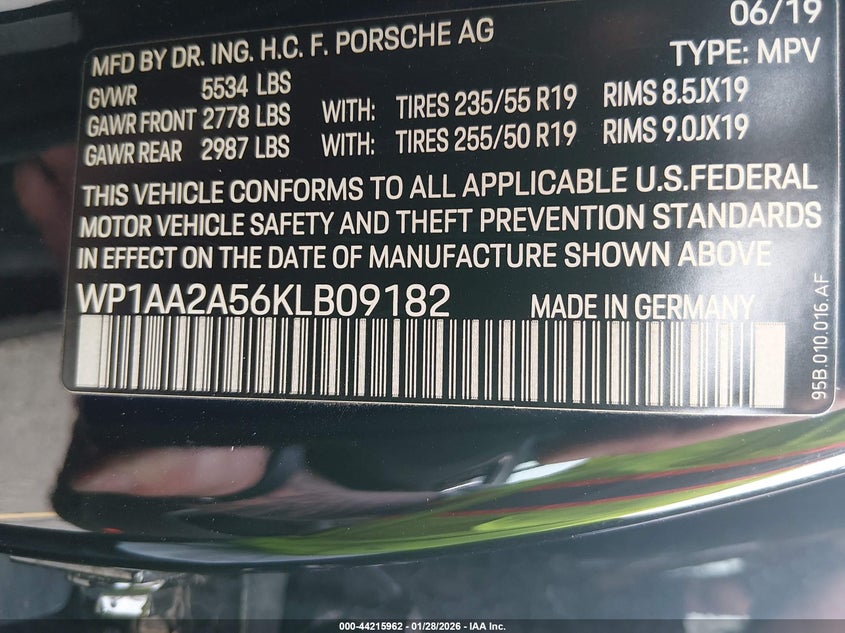 06/19
MFD BY DR. ING. H.C. F. PORSCHE AG TYPE: MPV
GVWR 5534 LBS
GAWR FRONT 2778 LBS WITH: TIRES 235/55 R19 RIMS 8.5JX19
GAWR REAR 2987 LBS WITH: TIRES 255/50 R19 RIMS 9.0JX19
THIS VEHICLE CONFORMS TO ALL APPLICABLE U.S.FEDERAL
MOTOR VEHICLE SAFETY AND THEFT PREVENTION STANDARDS
IN EFFECT ON THE DATE OF MANUFACTURE SHOWN ABOVE
WP1AA2A56KLB09182 MADE IN GERMANY
95B.010.016.AF
000-44215962 - 01/28/2026 - IAA Inc.